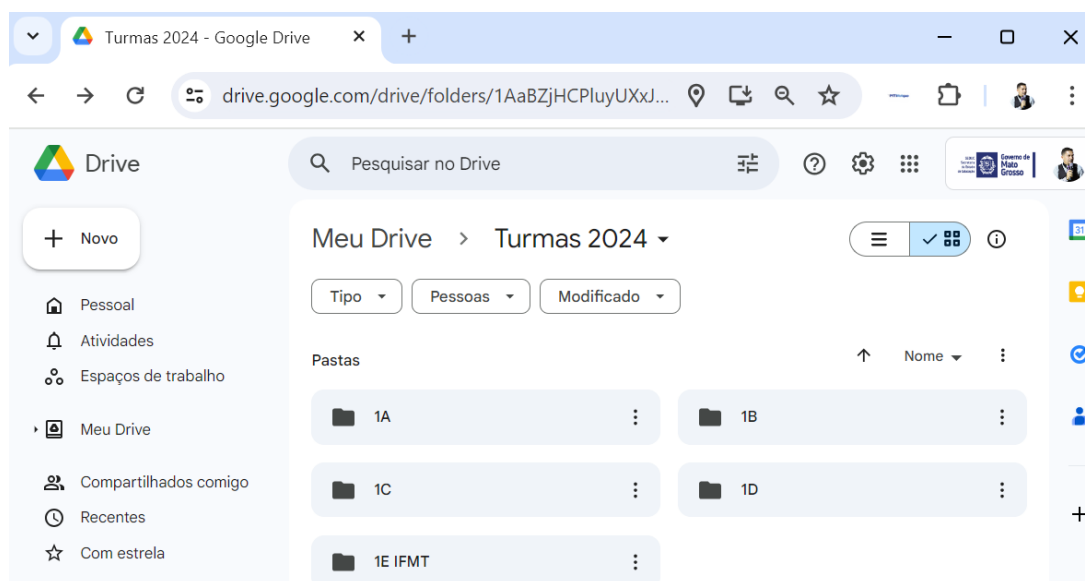 Turmas 2024 - Google Drive
drive.google.com/drive/folders/1AaBZjHCPluyUXxJ...
Drive
Pesquisar no Drive
Governo de
Mato
Grosso
Novo
Meu Drive > Turmas 2024
Tipo Pessoas Modificado
Pessoal
Atividades
Espaços de trabalho
Meu Drive
Compartilhados comigo
Recentes
Com estrela
Pastas Nome
1A 1B
1C 1D
1E IFMT
31